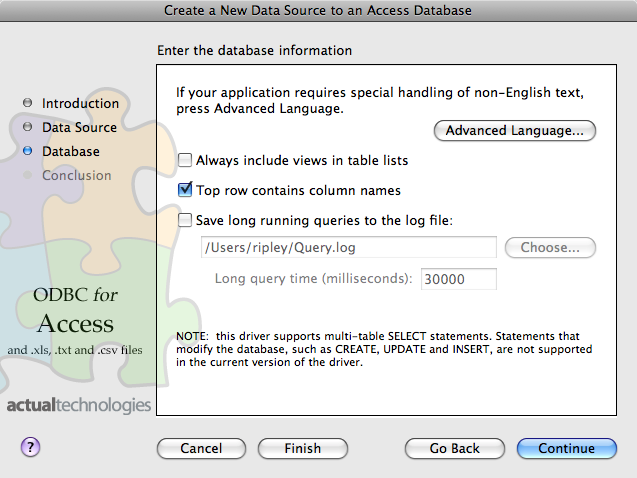 Create a New Data Source to an Access Database
Enter the database information
Introduction
Data Source
Database
Conclusion
If your application requires special handling of non-English text,
press Advanced Language.
Advanced Language...
Always include views in table lists
Top row contains column names
Save long running queries to the log file:
/Users/ripley/Query.log
Choose...
Long query time (milliseconds):
30000
NOTE: this driver supports multi-table SELECT statements. Statements that
modify the database, such as CREATE, UPDATE and INSERT, are not supported
in the current version of the driver.
ODBC for
Access
and .xls, .txt and .csv files
actualtechnologies
?
Cancel
Finish
Go Back
Continue